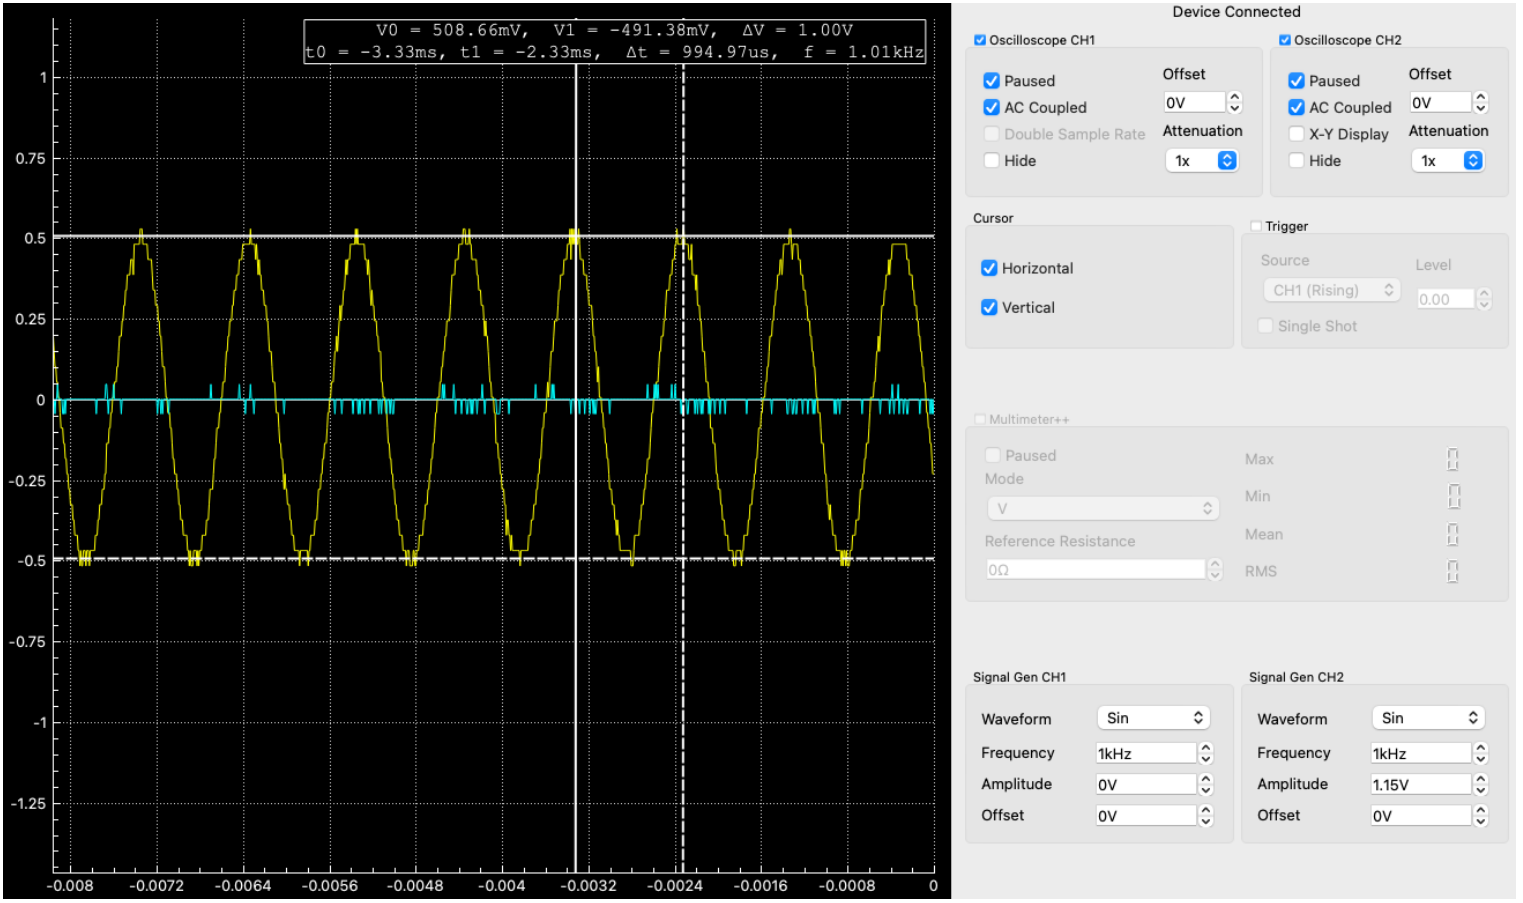 V0 = 508.66mV, V1 = -491.38mV, ΔV = 1.00V
t0 = -3.33ms, t1 = -2.33ms, Δt = 994.97us, f = 1.01kHz
1
0.75
0.5
0.25
0
-0.25
-0.5
-0.75
-1
-1.25
-0.008 -0.0072 -0.0064 -0.0056 -0.0048 -0.004 -0.0032 -0.0024 -0.0016 -0.0008 0
Device Connected
Oscilloscope CH1
Paused
Offset
AC Coupled
0V
Double Sample Rate
Attenuation
Hide
1x
Oscilloscope CH2
Paused
Offset
AC Coupled
0V
X-Y Display
Attenuation
Hide
1x
Cursor
Horizontal
Vertical
Trigger
Source
Level
CH1 (Rising)
0.00
Single Shot
Multimeter++
Paused
Mode
V
Reference Resistance
0Ω
Max 0
Min 0
Mean 0
RMS 0
Signal Gen CH1
Waveform Sin
Frequency 1kHz
Amplitude 0V
Offset 0V
Signal Gen CH2
Waveform Sin
Frequency 1kHz
Amplitude 1.15V
Offset 0V